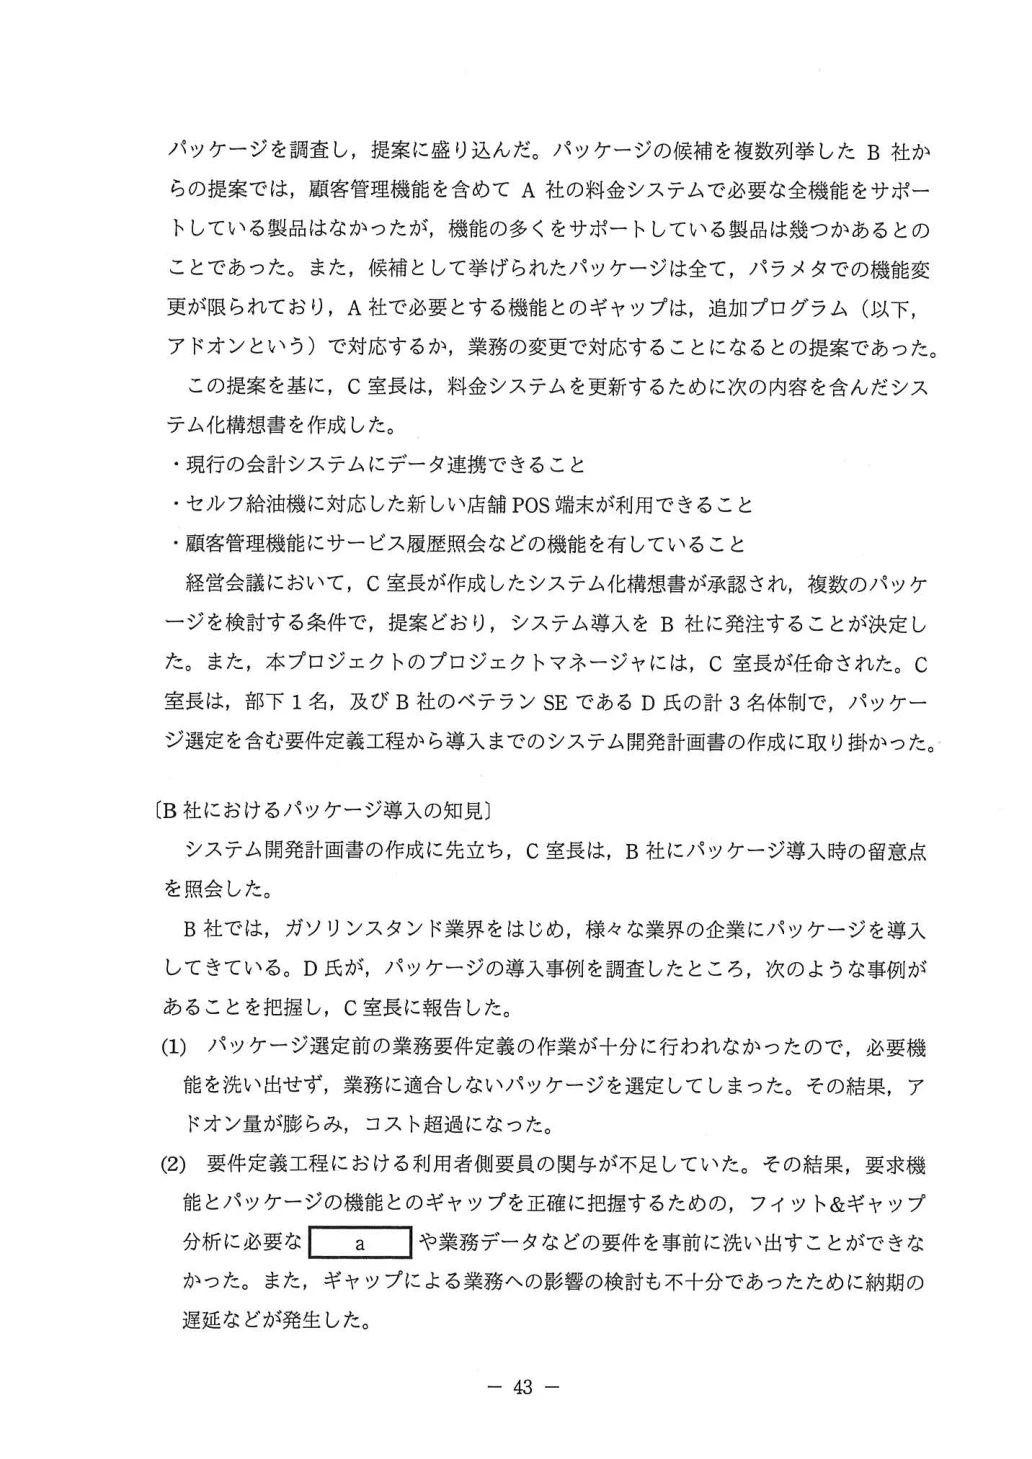 パッケージを調査し，提案に盛り込んだ。パッケージの候補を複数列挙した B 社か
らの提案では，顧客管理機能を含めて A 社の料金システムで必要な全機能をサポー
トしている製品はなかったが，機能の多くをサポートしている製品は幾つかあるとの
ことであった。また，候補として挙げられたパッケージは全て，パラメタでの機能変
更が限られており，A 社で必要とする機能とのギャップは，追加プログラム（以下，
アドオンという）で対応するか，業務の変更で対応することになるとの提案であった。
この提案を基に，C 室長は，料金システムを更新するために次の内容を含んだシス
テム化構想書を作成した。
・現行の会計システムにデータ連携できること
・セルフ給油機に対応した新しい店舗 POS 端末が利用できること
・顧客管理機能にサービス履歴照会などの機能を有していること
経営会議において，C 室長が作成したシステム化構想書が承認され，複数のパッケ
ージを検討する条件で，提案どおり，システム導入を B 社に発注することが決定し
た。また，本プロジェクトのプロジェクトマネージャには，C 室長が任命された。C
室長は，部下 1 名，及び B 社のベテラン SE である D 氏の計 3 名体制で，パッケー
ジ選定を含む要件定義工程から導入までのシステム開発計画書の作成に取り掛かった。
〔B 社におけるパッケージ導入の知見〕
システム開発計画書の作成に先立ち，C 室長は，B 社にパッケージ導入時の留意点
を照会した。
B 社では，ガソリンスタンド業界をはじめ，様々な業界の企業にパッケージを導入
してきている。D 氏が，パッケージの導入事例を調査したところ，次のような事例が
あることを把握し，C 室長に報告した。
(1) パッケージ選定前の業務要件定義の作業が十分に行われなかったので，必要機
能を洗い出せず，業務に適合しないパッケージを選定してしまった。その結果，ア
ドオン量が膨らみ，コスト超過になった。
(2) 要件定義工程における利用者側要員の関与が不足していた。その結果，要求機
能とパッケージの機能とのギャップを正確に把握するための，フィット&ギャップ
分析に必要な a や業務データなどの要件を事前に洗い出すことができな
かった。また，ギャップによる業務への影響の検討も不十分であったために納期の
遅延などが発生した。
― 43 ―